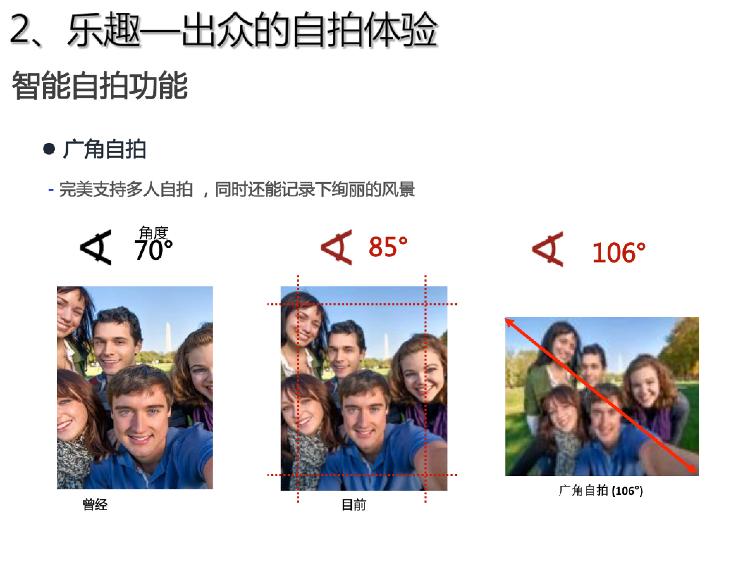 2、乐趣—出众的自拍体验
智能自拍功能
● 广角自拍
- 完美支持多人自拍 ，同时还能记录下绚丽的风景
角度
70°
85°
106°
曾经
目前
广角自拍 (106°)